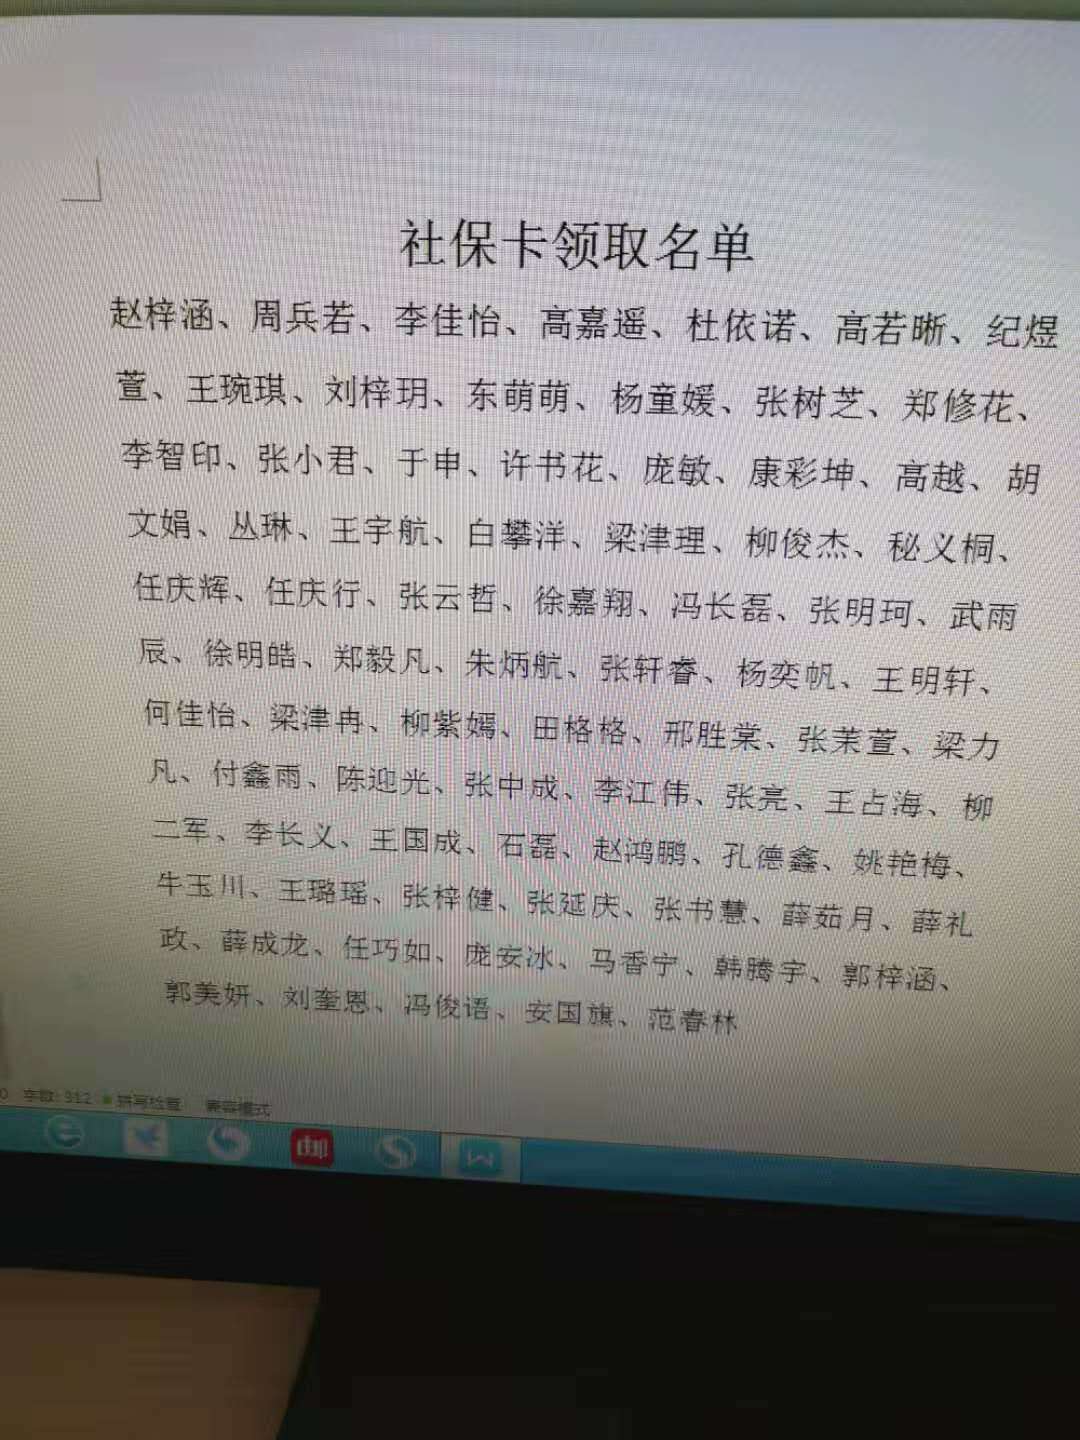 社保卡领取名单
赵梓涵、周兵若、李佳怡、高嘉遥、杜依诺、高若晰、纪煜
萱、王琬琪、刘梓玥、东萌萌、杨童媛、张树芝、郑修花、
李智印、张小君、于申、许书花、庞敏、康彩坤、高越、胡
文娟、丛琳、王宇航、白攀洋、梁津理、柳俊杰、秘义桐、
任庆辉、任庆行、张云哲、徐嘉翔、冯长磊、张明珂、武雨
辰、徐明皓、郑毅凡、朱炳航、张轩睿、杨奕帆、王明轩、
何佳怡、梁津冉、柳紫嫣、田格格、邢胜棠、张茉萱、梁力
凡、付鑫雨、陈迎光、张中成、李江伟、张亮、王占海、柳
二军、李长义、王国成、石磊、赵鸿鹏、孔德鑫、姚艳梅、
牛玉川、王璐瑶、张梓健、张延庆、张书慧、薛茹月、薛礼
政、薛成龙、任巧如、庞安冰、马香宁、韩腾宇、郭梓涵、
郭美妍、刘奎恩、冯俊语、安国旗、范春林
字数: 912 拼写检查 兼容模式